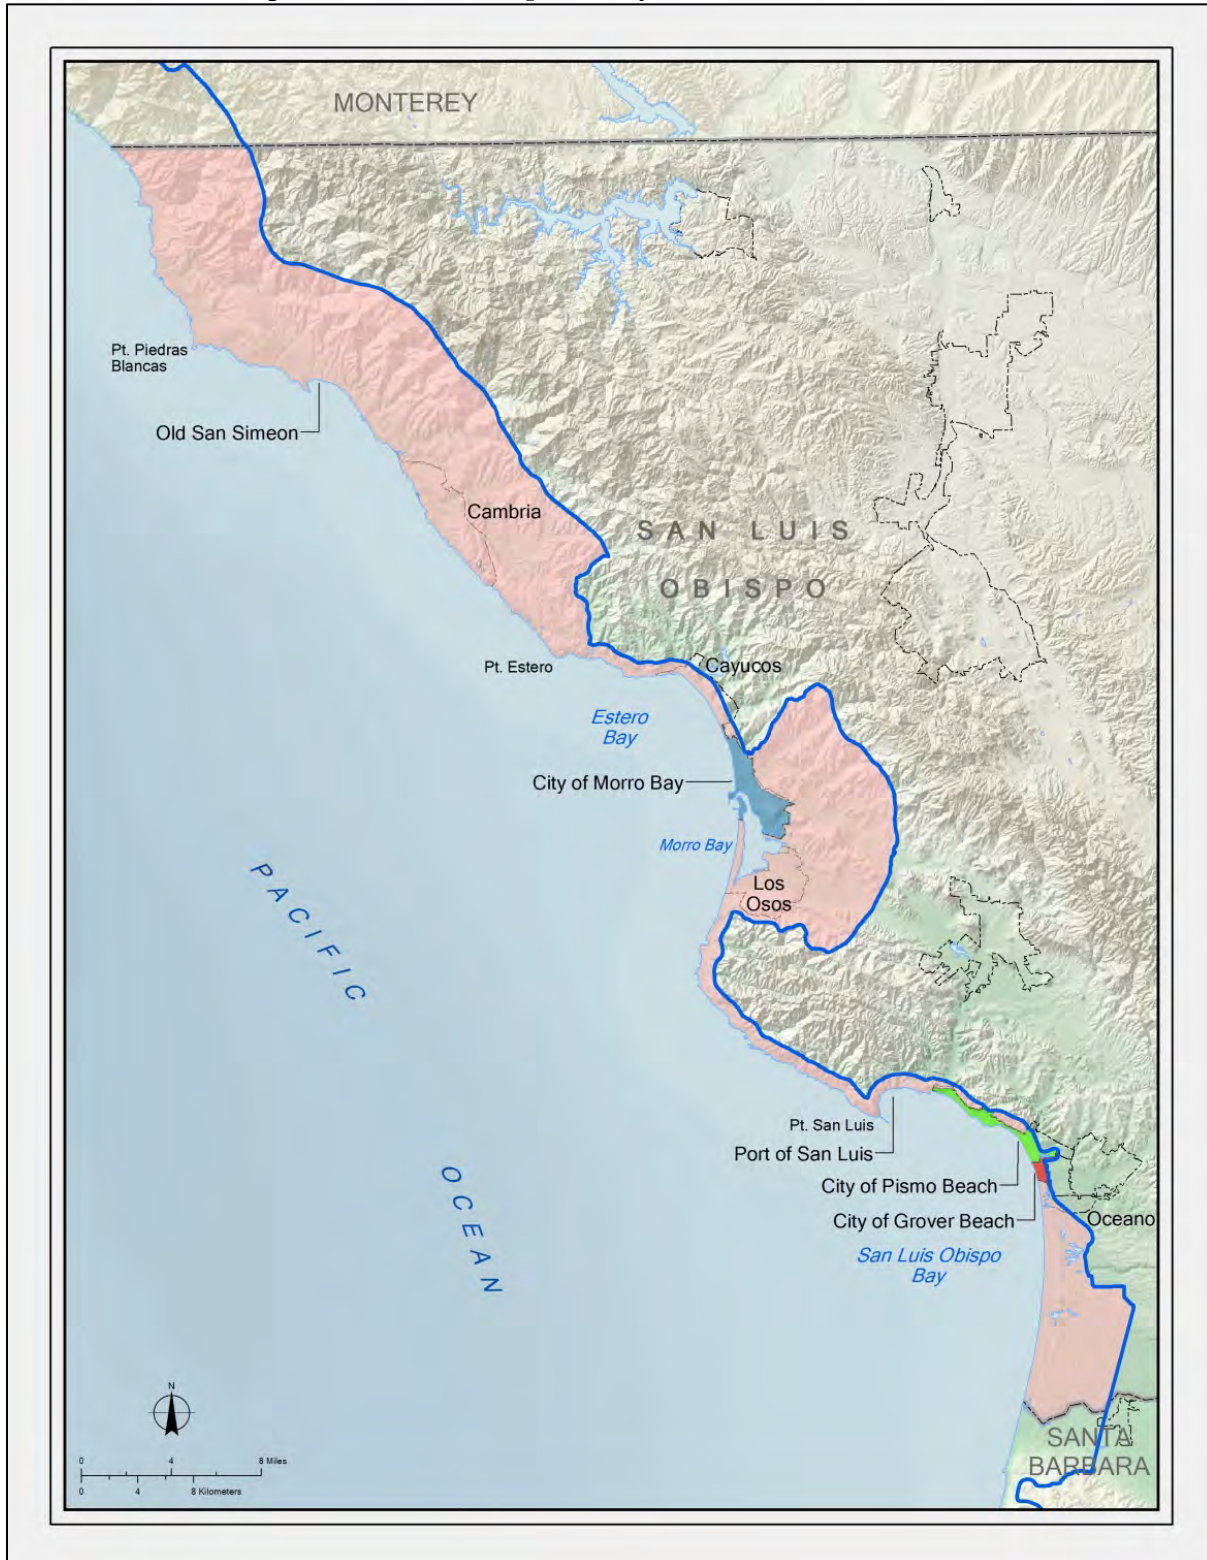 MONTEREY
Pt. Piedras
Blancas
Old San Simeon
Cambria
SAN LUIS
OBISPO
Pt. Estero
Cayucos
Estero
Bay
City of Morro Bay
Morro Bay
Los
Osos
PACIFIC
OCEAN
Pt. San Luis
Port of San Luis
City of Pismo Beach
City of Grover Beach
Oceano
San Luis Obispo
Bay
N
0 4 8 Miles
0 4 8 Kilometers
SANTA
BARBARA